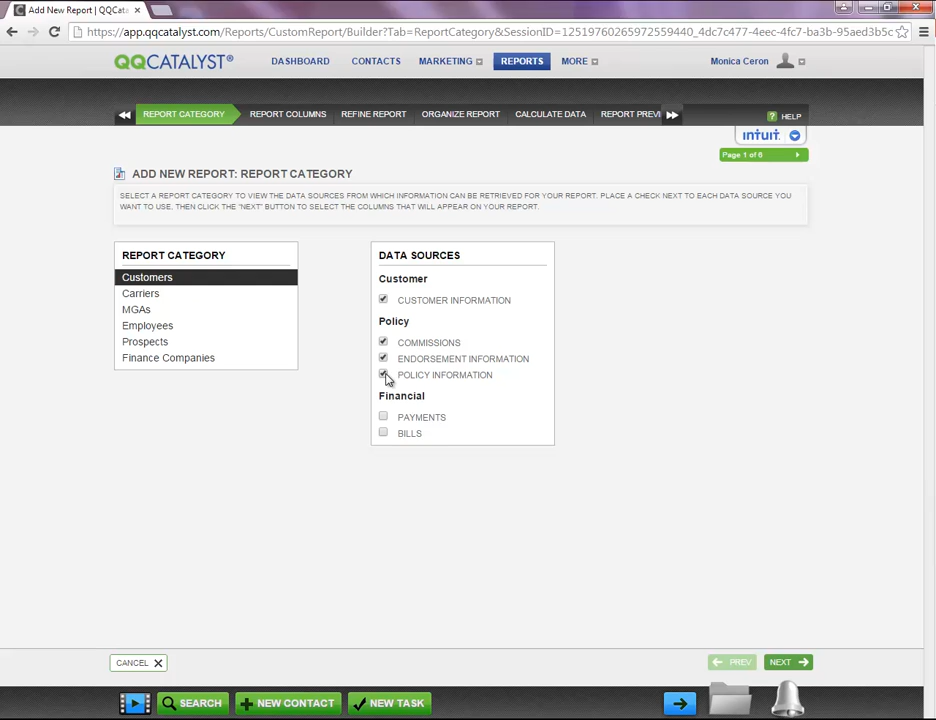 Add New Report | QQCata
https://app.qqcatalyst.com/Reports/CustomReport/Builder?Tab=ReportCategory&SessionID=12519760265972559440_4dc7c477-4eec-4fc7-ba3b-95aed3b5c
QQCATALYST® DASHBOARD CONTACTS MARKETING REPORTS MORE Monica Ceron
REPORT CATEGORY REPORT COLUMNS REFINE REPORT ORGANIZE REPORT CALCULATE DATA REPORT PREVI
? HELP
intuit.
Page 1 of 6
ADD NEW REPORT: REPORT CATEGORY
SELECT A REPORT CATEGORY TO VIEW THE DATA SOURCES FROM WHICH INFORMATION CAN BE RETRIEVED FOR YOUR REPORT. PLACE A CHECK NEXT TO EACH DATA SOURCE YOU
WANT TO USE, THEN CLICK THE "NEXT" BUTTON TO SELECT THE COLUMNS THAT WILL APPEAR ON YOUR REPORT.
REPORT CATEGORY
Customers
Carriers
MGAs
Employees
Prospects
Finance Companies
DATA SOURCES
Customer
CUSTOMER INFORMATION
Policy
COMMISSIONS
ENDORSEMENT INFORMATION
POLICY INFORMATION
Financial
PAYMENTS
BILLS
CANCEL
PREV NEXT
SEARCH NEW CONTACT NEW TASK